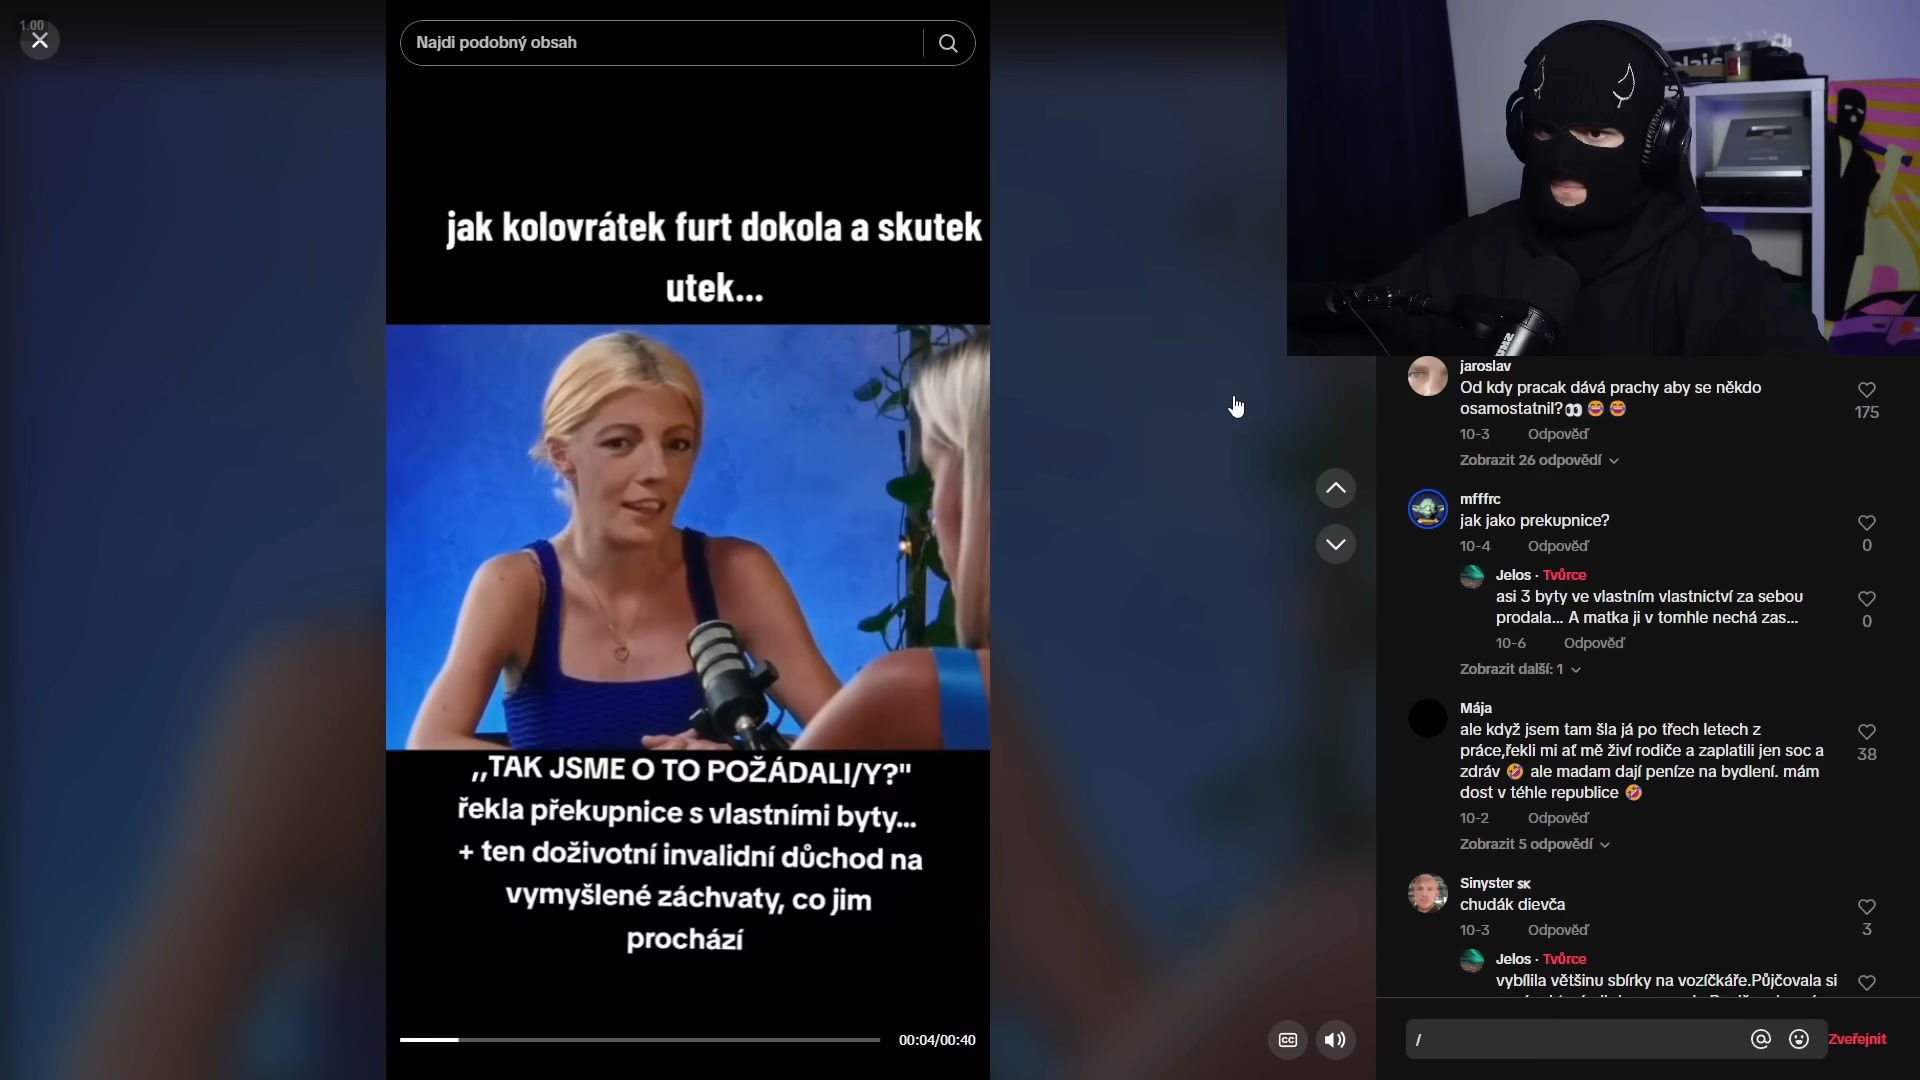 1.00
Najdi podobný obsah
jak kolovrátek furt dokola a skutek
utek...
,,TAK JSME O TO POŽÁDALI/Y?"
řekla překupnice s vlastními byty...
+ ten doživotní invalidní důchod na
vymyšlené záchvaty, co jim
prochází
00:04/00:40
CC
jaroslav
Od kdy pracak dává prachy aby se někdo
osamostatnil?👀😂😂
175
10-3 Odpověď
Zobrazit 26 odpovědí
mfffrc
jak jako prekupnice?
0
10-4 Odpověď
Jelos · Tvůrce
asi 3 byty ve vlastním vlastnictví za sebou
prodala... A matka ji v tomhle nechá zas...
0
10-6 Odpověď
Zobrazit další: 1
Mája
ale když jsem tam šla já po třech letech z
práce,řekli mi ať mě živí rodiče a zaplatili jen soc a
zdráv 🤣 ale madam dají peníze na bydlení. mám
dost v téhle republice 🤣
38
10-2 Odpověď
Zobrazit 5 odpovědí
Sinyster SK
chudák dievča
3
10-3 Odpověď
Jelos · Tvůrce
vybílila většinu sbírky na vozíčkáře.Půjčovala si
/
Zveřejnit